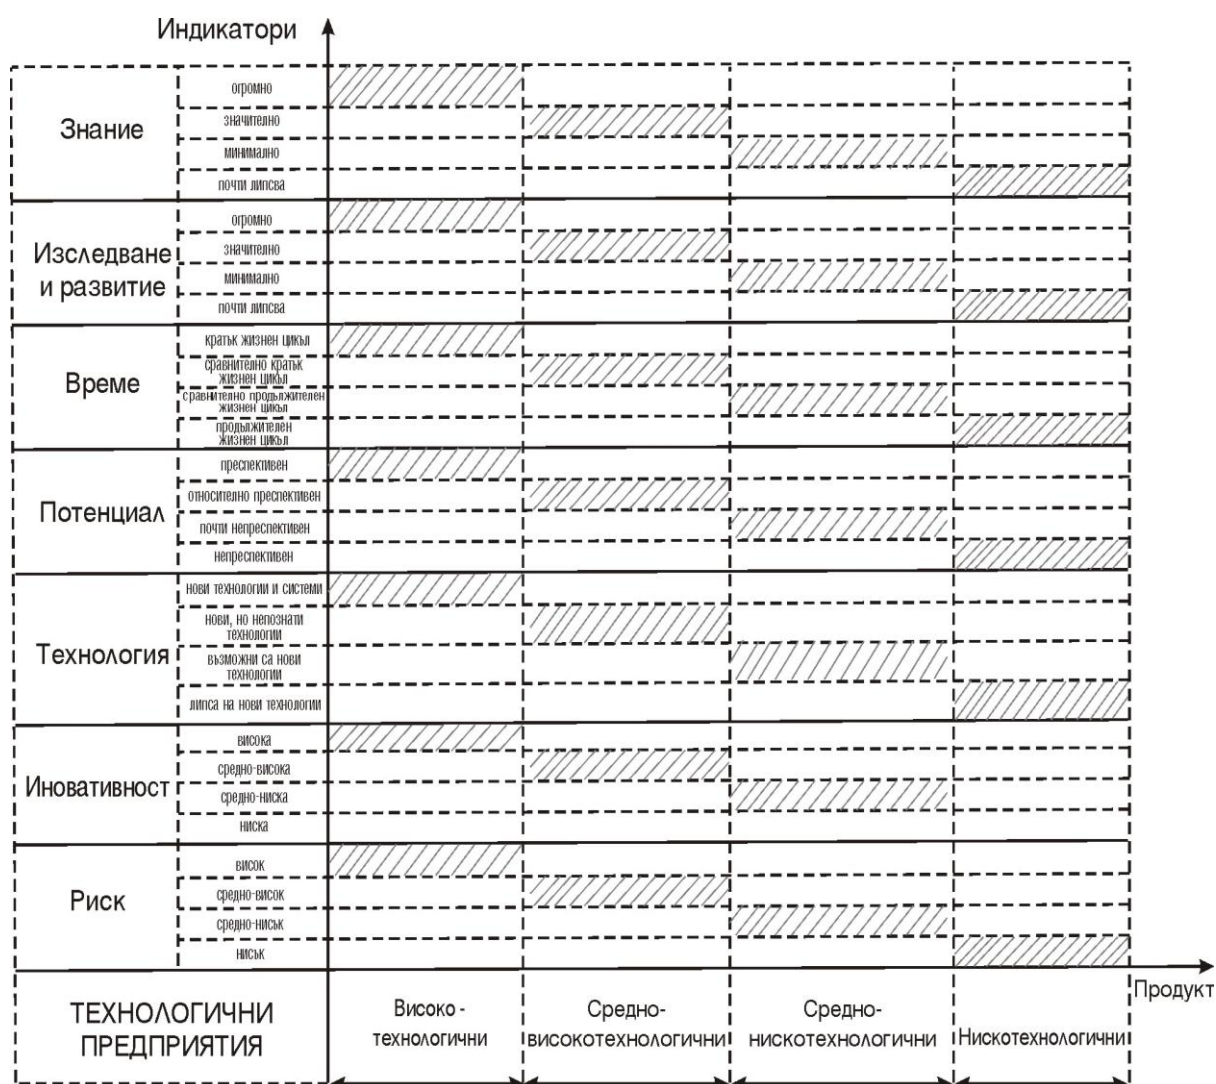 Индикатори
Знание
огромно
значително
минимално
почти липсва
Изследване
и развитие
огромно
значително
минимално
почти липсва
Време
кратък жизнен цикъл
сравнително кратък
жизнен цикъл
сравнително продължителен
жизнен цикъл
продължителен
жизнен цикъл
Потенциал
преспективен
относително преспективен
почти непреспективен
непреспективен
Технология
нови технологии и системи
нови, но непознати
технологии
възможни са нови
технологии
липса на нови технологии
Иновативност
висока
средно-висока
средно-ниска
ниска
Риск
висок
средно-висок
средно-нисък
нисък
Продукт
ТЕХНОЛОГИЧНИ
ПРЕДПРИЯТИЯ
Високо -
технологични
Средно-
високотехнологични
Средно-
нискотехнологични
Нискотехнологични